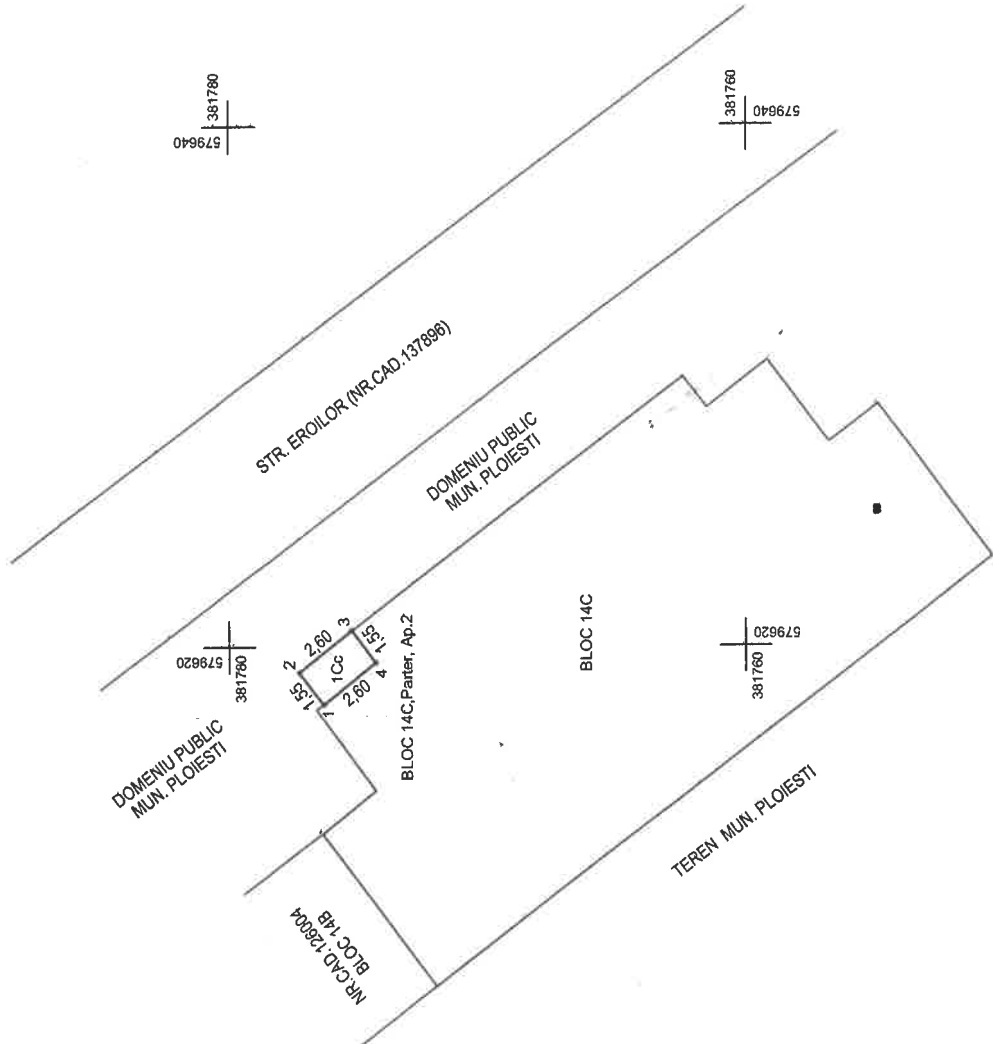 381780
579640
381760
579640
STR. EROILOR (NR.CAD.137896)
DOMENIU PUBLIC
MUN. PLOIESTI
579620
381780
2
2,60
3
1,55
1Cc
1,55
1
2,60
4
BLOC 14C,Parter, Ap.2
BLOC 14C
DOMENIU PUBLIC
MUN. PLOIESTI
381760
579620
TEREN MUN. PLOIESTI
NR.CAD.126004
BLOC 14B